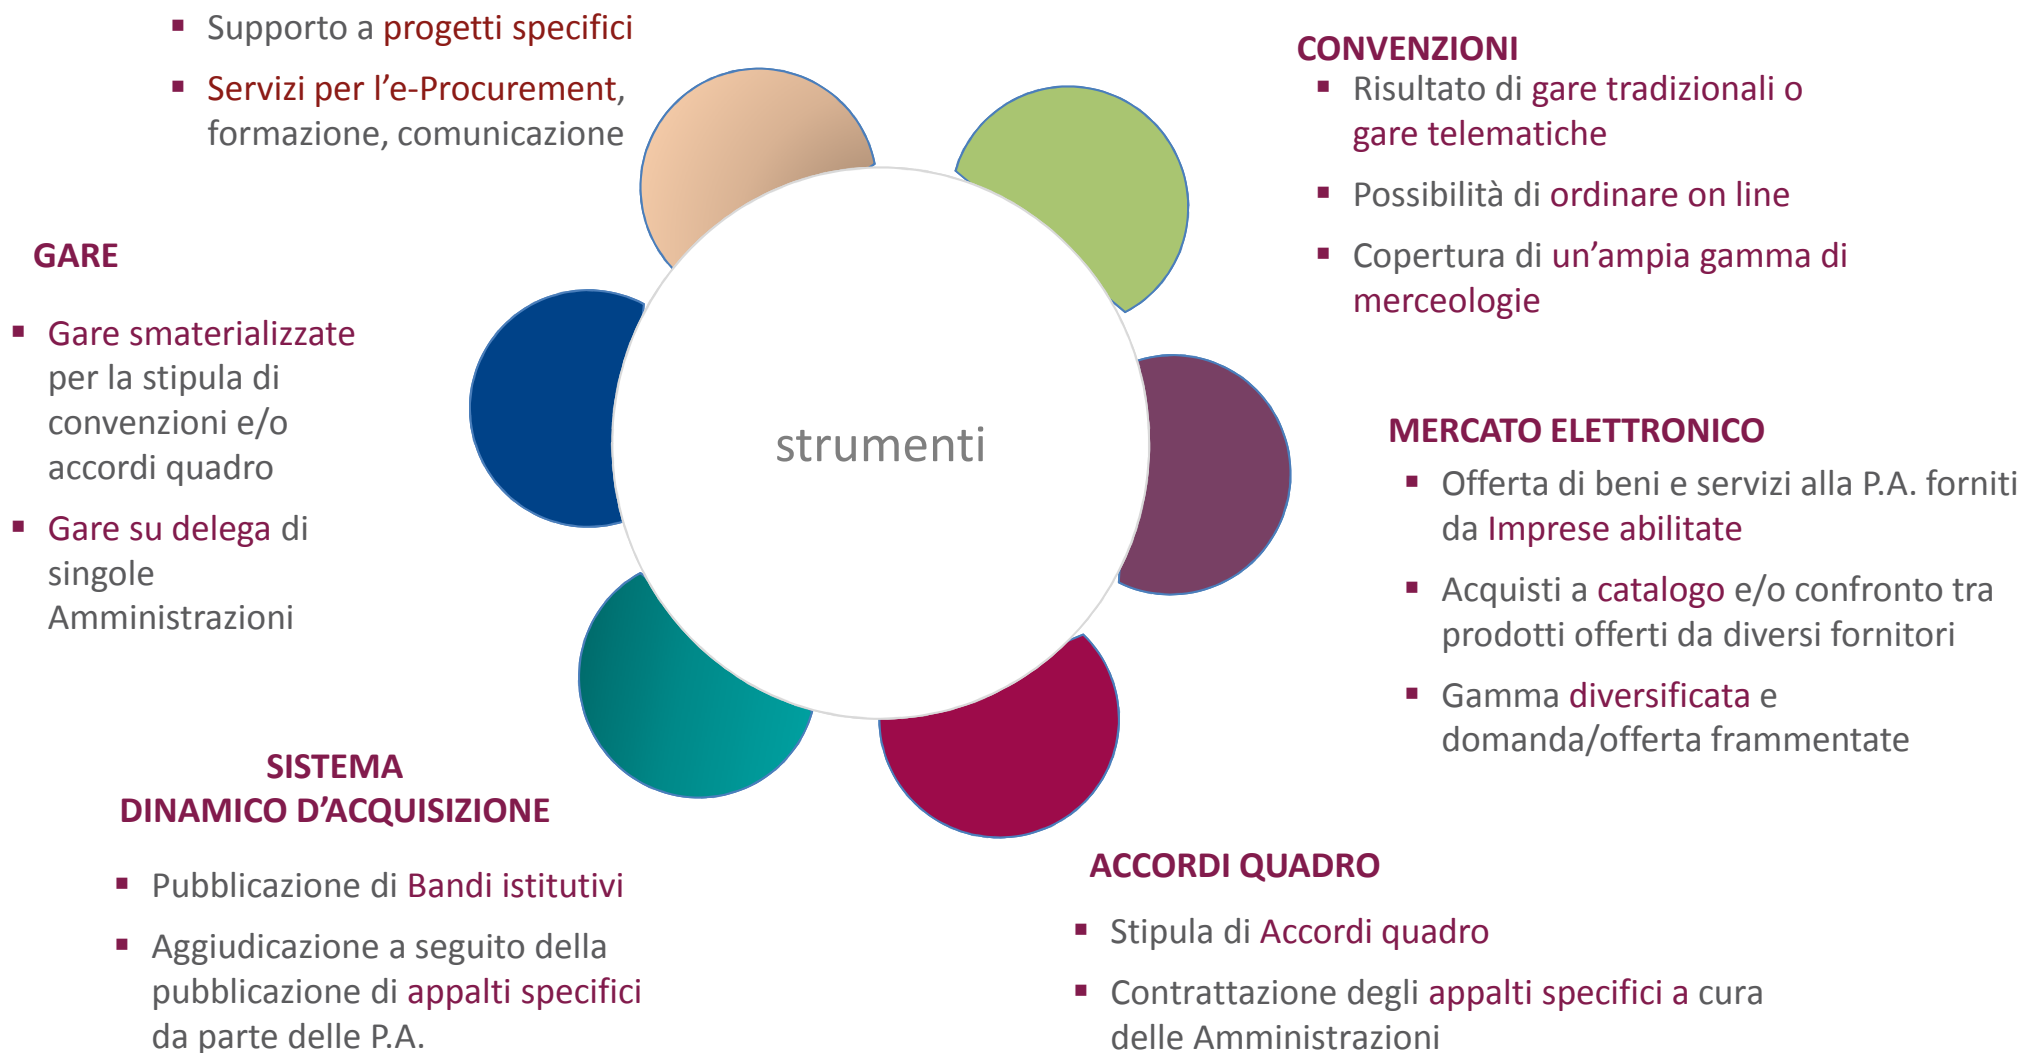 Supporto a progetti specifici
Servizi per l'e-Procurement,
formazione, comunicazione
CONVENZIONI
Risultato di gare tradizionali o
gare telematiche
Possibilità di ordinare on line
Copertura di un'ampia gamma di
merceologie
GARE
Gare smaterializzate
per la stipula di
convenzioni e/o
accordi quadro
Gare su delega di
singole
Amministrazioni
strumenti
MERCATO ELETTRONICO
Offerta di beni e servizi alla P.A. forniti
da Imprese abilitate
Acquisti a catalogo e/o confronto tra
prodotti offerti da diversi fornitori
Gamma diversificata e
domanda/offerta frammentate
SISTEMA
DINAMICO D'ACQUISIZIONE
Pubblicazione di Bandi istitutivi
Aggiudicazione a seguito della
pubblicazione di appalti specifici
da parte delle P.A.
ACCORDI QUADRO
Stipula di Accordi quadro
Contrattazione degli appalti specifici a cura
delle Amministrazioni